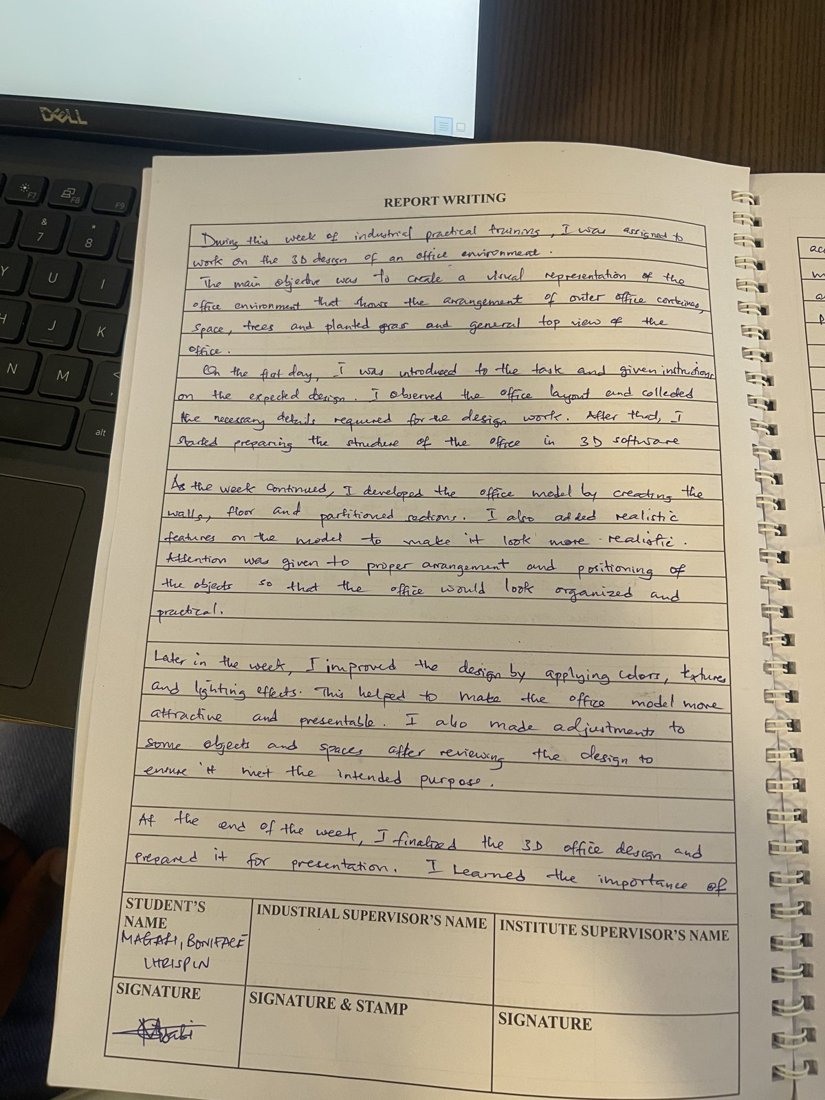 DELL
F7
F8
F9
&
7
*
8
Y
U
I
H
J
K
N
M
<
,
alt
REPORT WRITING
During this week of industrial practical training, I was assigned to
work on the 3D design of an office environment.
The main objective was to create a visual representation of the
office environment that shows the arrangement of outer office
space, trees and planted grass and general top view of the
office.
On the first day, I was introduced to the task and given instructions
on the expected design. I observed the office layout and collected
the necessary details required for the design work. After that, I
started preparing the structure of the office in 3D software
As the week continued, I developed the office model by creating the
walls, floor and partitioned sections. I also added realistic
features on the model to make it look more realistic.
Attention was given to proper arrangement and positioning of
the objects so that the office would look organized and
practical.
Later in the week, I improved the design by applying colors, textures
and lighting effects. This helped to make the office model more
attractive and presentable. I also made adjustments to
some objects and spaces after reviewing the design to
ensure it met the intended purpose.
At the end of the week, I finalized the 3D office design and
prepared it for presentation. I learned the importance of
STUDENT'S
NAME
MAGAFI, BONIFACE
CHRISPIN
INDUSTRIAL SUPERVISOR'S NAME
INSTITUTE SUPERVISOR'S NAME
SIGNATURE
SIGNATURE & STAMP
SIGNATURE